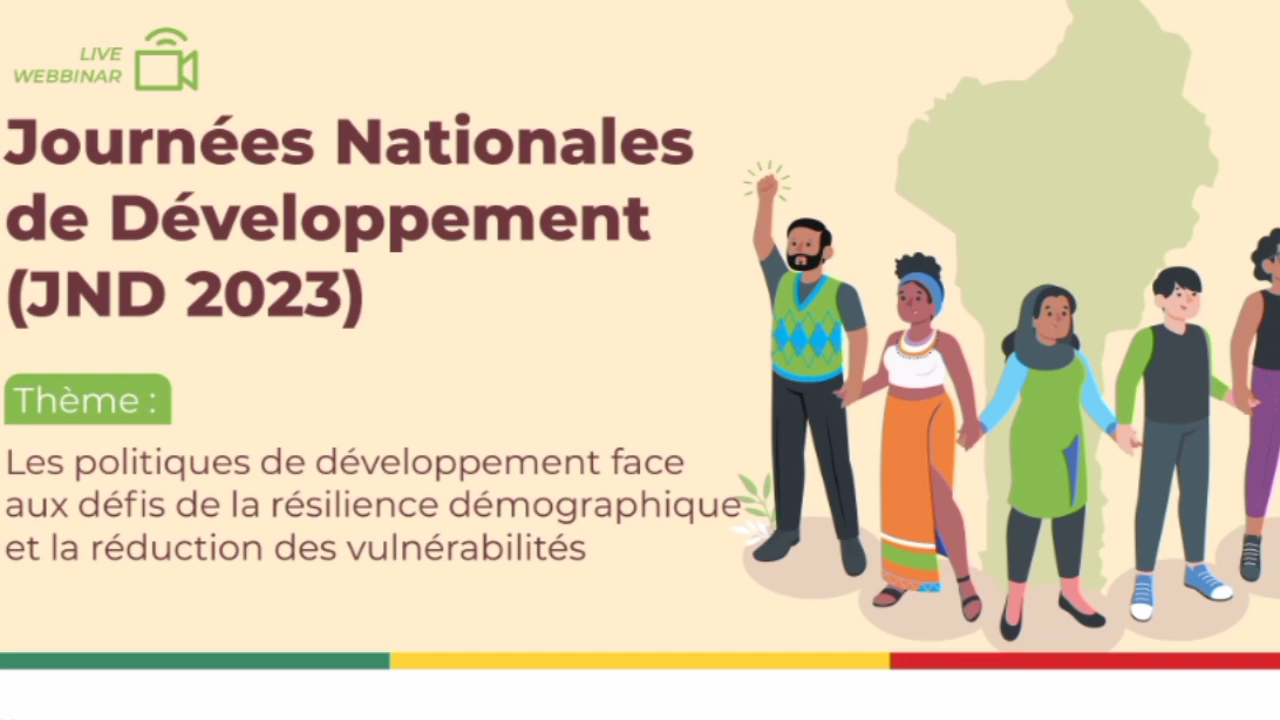 LIVE
WEBBINAR
Journées Nationales
de Développement
(JND 2023)
Thème :
Les politiques de développement face
aux défis de la résilience démographique
et la réduction des vulnérabilités